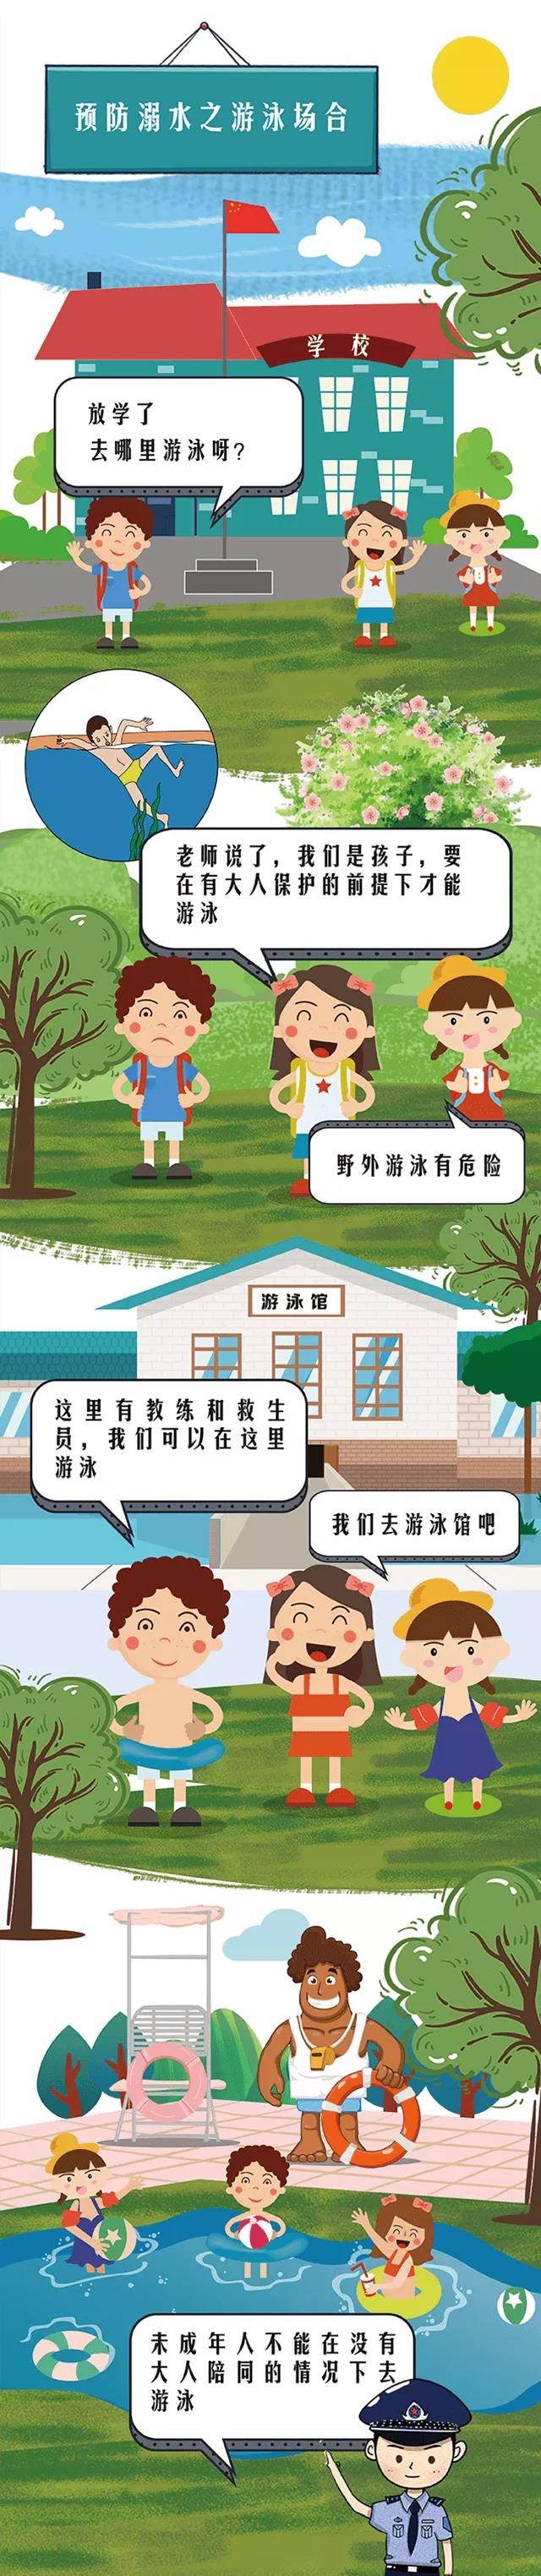 预防溺水之游泳场合
学校
放学了
去哪里游泳呀?
老师说了，我们是孩子，要
在有大人保护的前提下才能
游泳
野外游泳有危险
游泳馆
这里有教练和救生
员，我们可以在这里
游泳
我们去游泳馆吧
未成年人不能在没有
大人陪同的情况下去
游泳